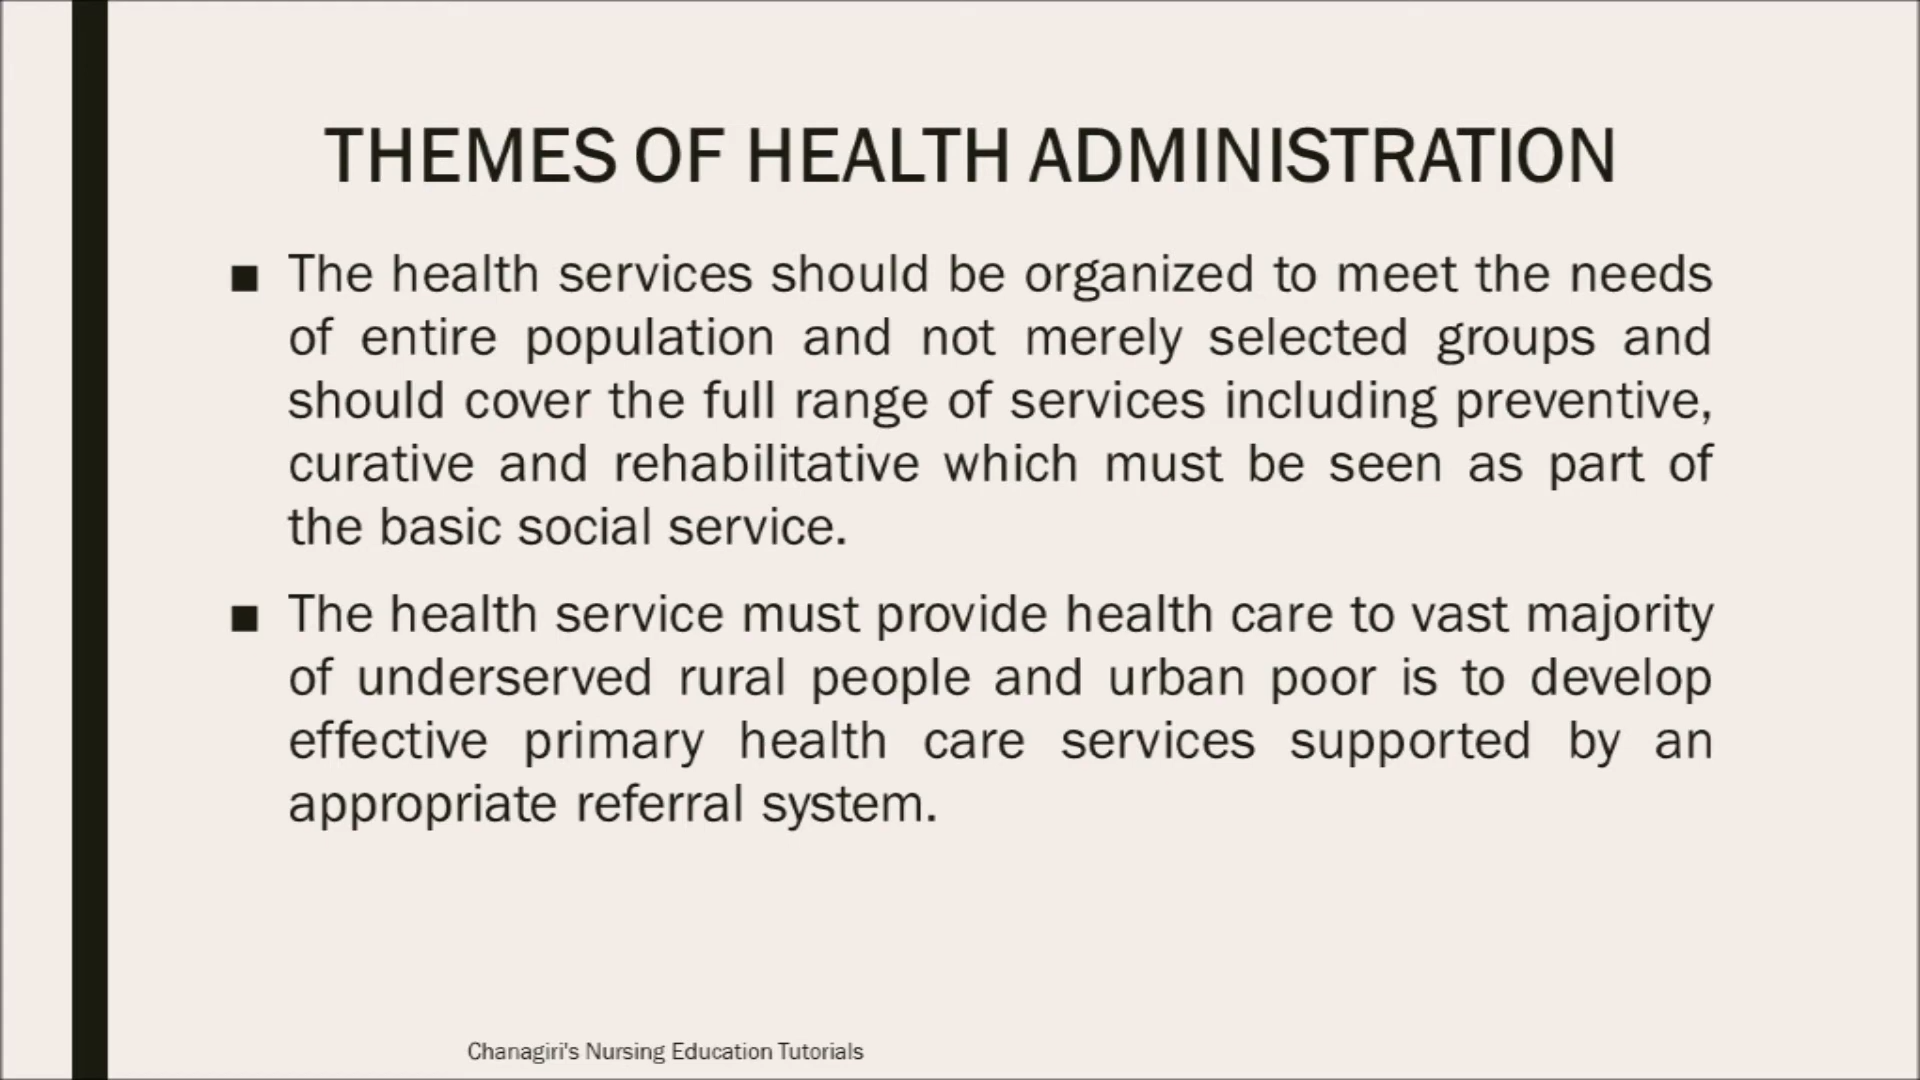 THEMES OF HEALTH ADMINISTRATION
■ The health services should be organized to meet the needs
of entire population and not merely selected groups and
should cover the full range of services including preventive,
curative and rehabilitative which must be seen as part of
the basic social service.
■ The health service must provide health care to vast majority
of underserved rural people and urban poor is to develop
effective primary health care services supported by an
appropriate referral system.
Chanagiri's Nursing Education Tutorials